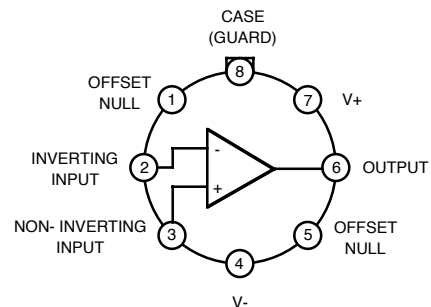 CASE
(GUARD)
8
OFFSET
NULL
1
7
V+
INVERTING
INPUT
2
-
+
6
OUTPUT
NON- INVERTING
INPUT
3
5
OFFSET
NULL
4
V-